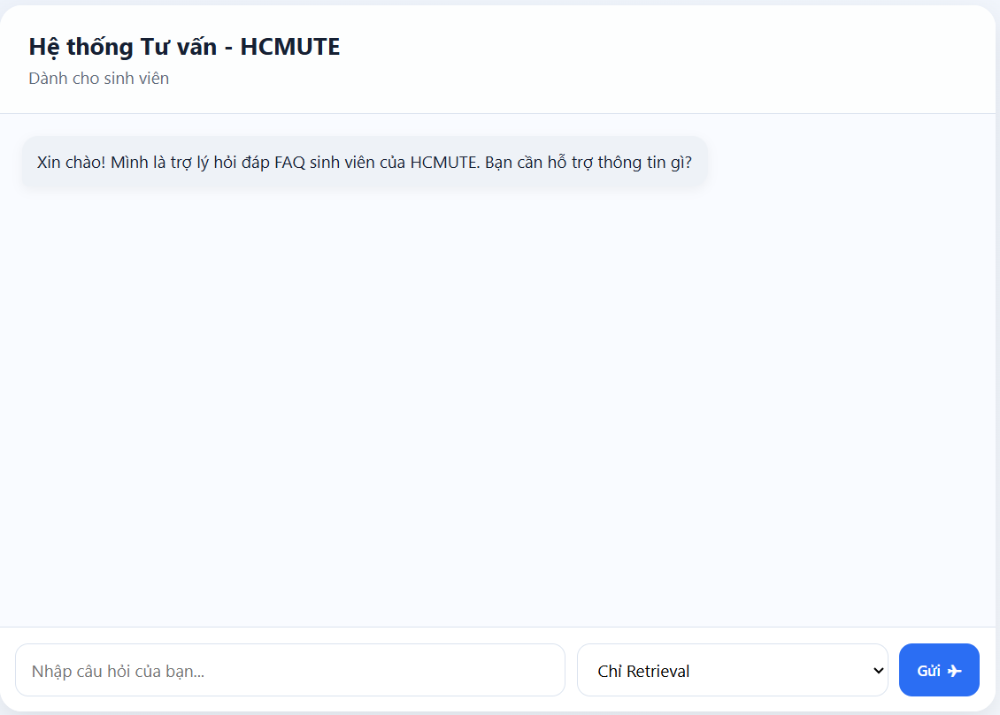 Hệ thống Tư vấn - HCMUTE
Dành cho sinh viên
Xin chào! Mình là trợ lý hỏi đáp FAQ sinh viên của HCMUTE. Bạn cần hỗ trợ thông tin gì?
Nhập câu hỏi của bạn...
Chỉ Retrieval
Gửi